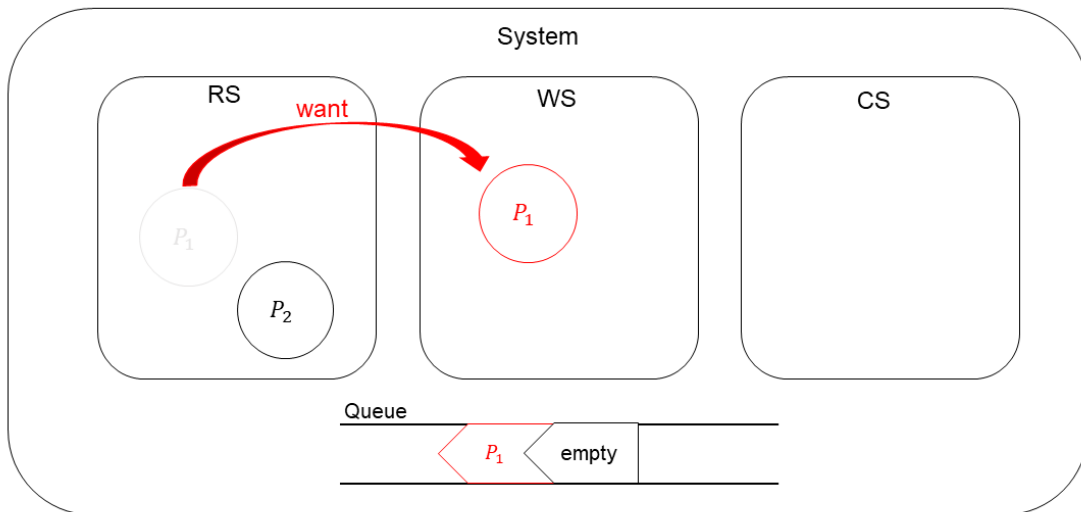 System
RS
WS
CS
want
P₁
P₁
P₂
Queue
P₁
empty